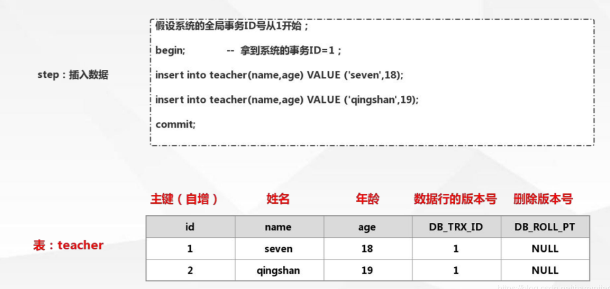 假设系统的全局事务ID号从1开始；
begin; -- 拿到系统的事务ID=1；
step：插入数据
insert into teacher(name,age) VALUE ('seven',18);
insert into teacher(name,age) VALUE ('qingshan',19);
commit;
主键（自增） 姓名 年龄 数据行的版本号 删除版本号
id name age DB_TRX_ID DB_ROLL_PT
表：teacher
1 seven 18 1 NULL
2 qingshan 19 1 NULL